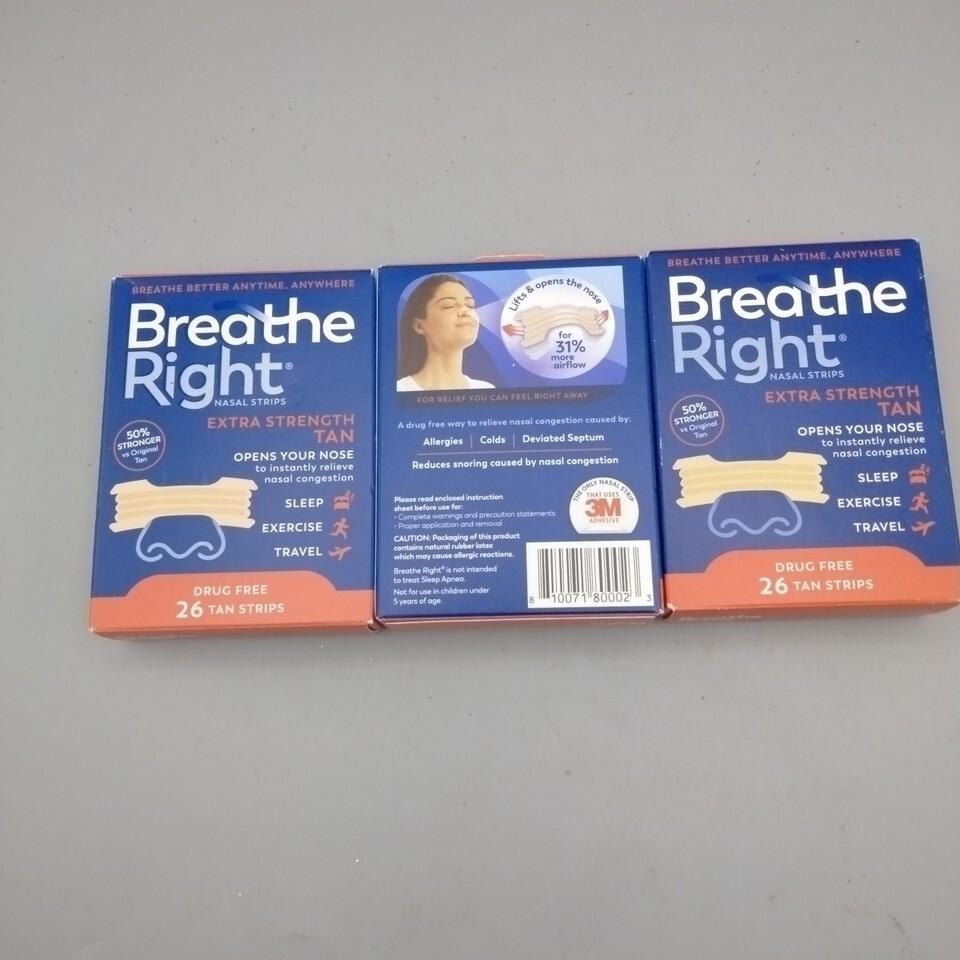 BREATHE BETTER ANYTIME, ANYWHERE
Breathe
Right®
NASAL STRIPS
EXTRA STRENGTH
TAN
50%
STRONGER
vs Original
Tan
OPENS YOUR NOSE
to instantly relieve
nasal congestion
SLEEP
EXERCISE
TRAVEL
DRUG FREE
26 TAN STRIPS
Lifts & opens the nose
for
31%
more
airflow
FOR RELIEF YOU CAN FEEL RIGHT AWAY
A drug free way to relieve nasal congestion caused by:
Allergies | Colds | Deviated Septum
Reduces snoring caused by nasal congestion
Please read enclosed instruction
sheet before use for:
• Complete warnings and precaution statements
• Proper application and removal
CAUTION: Packaging of this product
contains natural rubber latex
which may cause allergic reactions.
Breathe Right® is not intended
to treat Sleep Apnea.
Not for use in children under
5 years of age.
THE ONLY NASAL STRIP
THAT USES
3M
ADHESIVE
8 10071 80002 3
BREATHE BETTER ANYTIME, ANYWHERE
Breathe
Right®
NASAL STRIPS
EXTRA STRENGTH
TAN
50%
STRONGER
vs Original
Tan
OPENS YOUR NOSE
to instantly relieve
nasal congestion
SLEEP
EXERCISE
TRAVEL
DRUG FREE
26 TAN STRIPS
Breathe